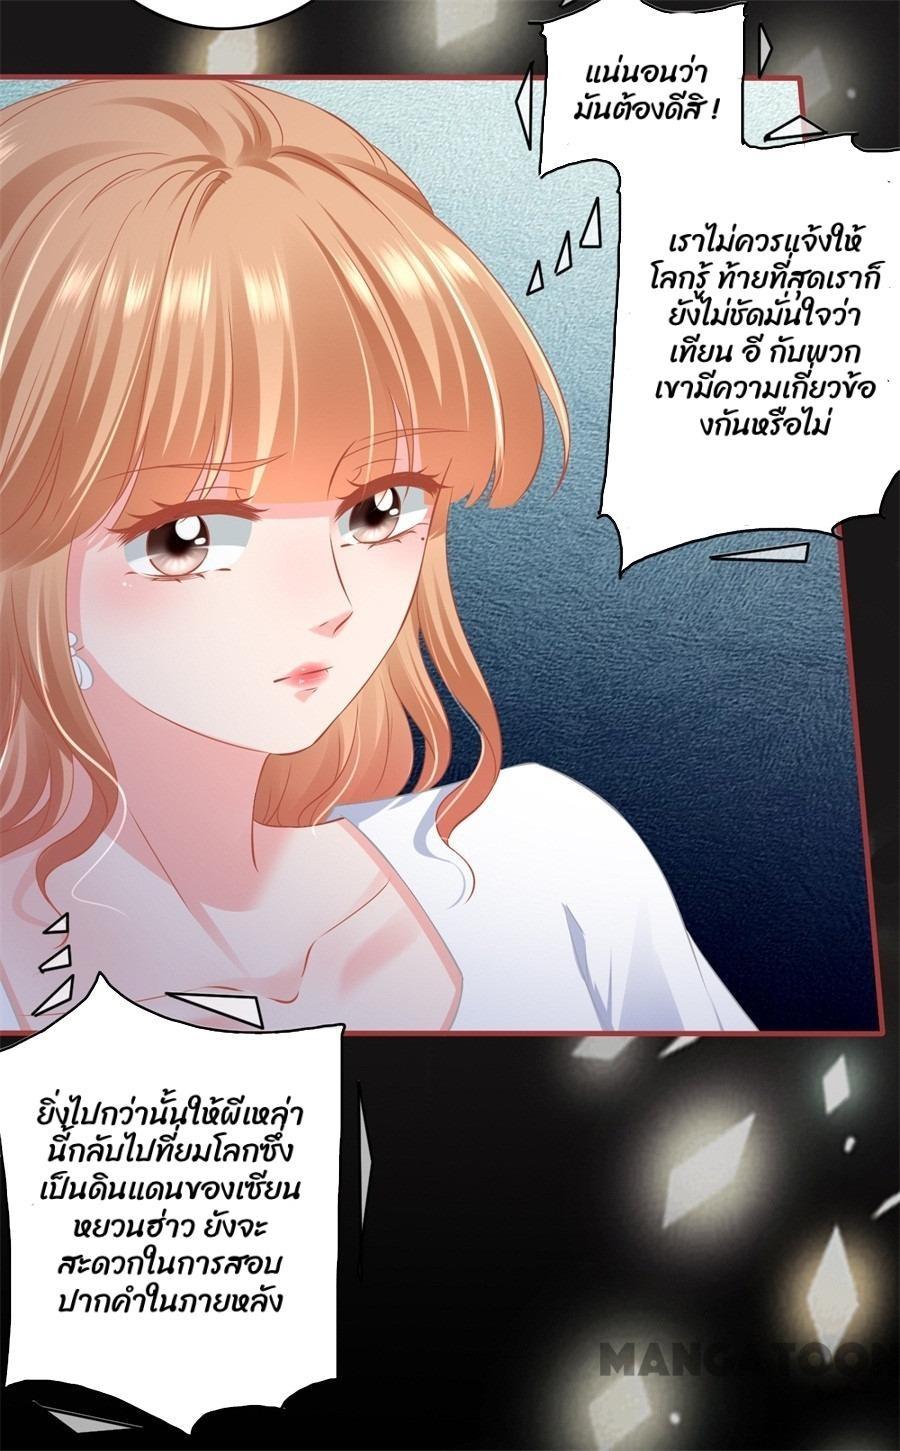 แน่นอนว่า
มันต้องดีสิ !
เราไม่ควรแจ้งให้
โลกรู้ ท้ายที่สุดเราก็
ยังไม่ชัดมั่นใจว่า
เทียน อี กับพวก
เขามีความเกี่ยวข้อ
งกันหรือไม่
ยิ่งไปกว่านั้นให้ผีเหล่า
นี้กลับไปที่ยมโลกซึ่ง
เป็นดินแดนของเซียน
หยวนฮ่าว ยังจะ
สะดวกในการสอบ
ปากคำในภายหลัง
MANGATOON